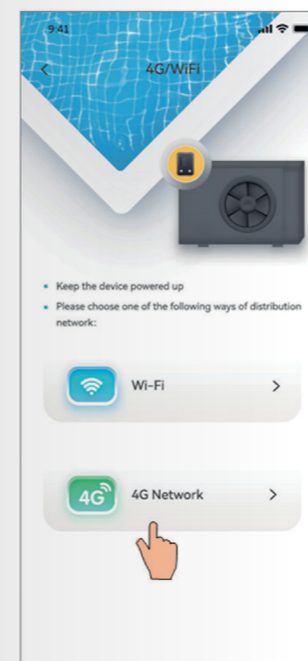 9:41
4G/WiFi
• Keep the device powered up
• Please choose one of the following ways of distribution
network:
Wi-Fi
4G
4G Network